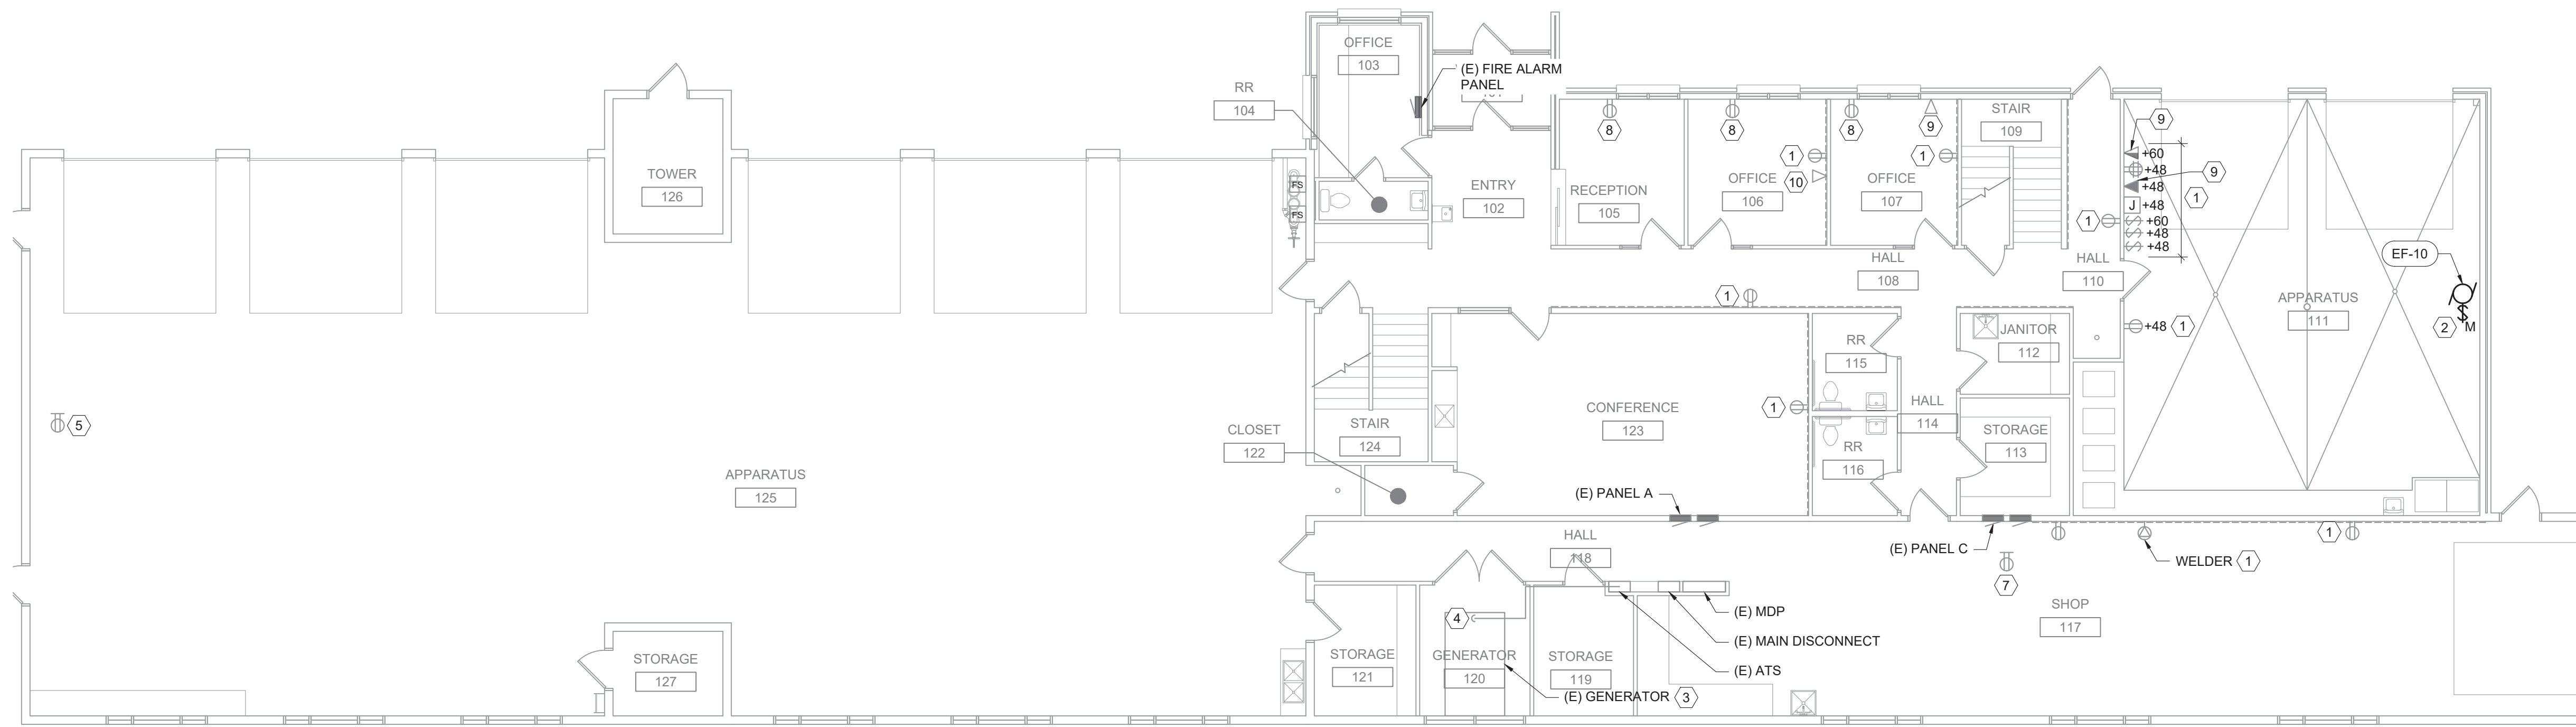 OFFICE
103
(E) FIRE ALARM
PANEL
RR
104
TOWER
126
FS
FS
ENTRY
102
RECEPTION
105
8
8
8
9
OFFICE
106
1
10
OFFICE
107
1
STAIR
109
9
+60
+48
9
+48
1
J +48
+60
+48
+48
1
HALL
108
HALL
110
EF-10
APPARATUS
111
2
M
1
+48 1
JANITOR
112
RR
115
5
CONFERENCE
123
1
HALL
114
STAIR
124
CLOSET
122
RR
116
STORAGE
113
APPARATUS
125
(E) PANEL A
HALL
118
(E) PANEL C
WELDER 1
1
7
(E) MDP
(E) MAIN DISCONNECT
(E) ATS
4
SHOP
117
STORAGE
127
STORAGE
121
GENERATOR
120
STORAGE
119
(E) GENERATOR 3